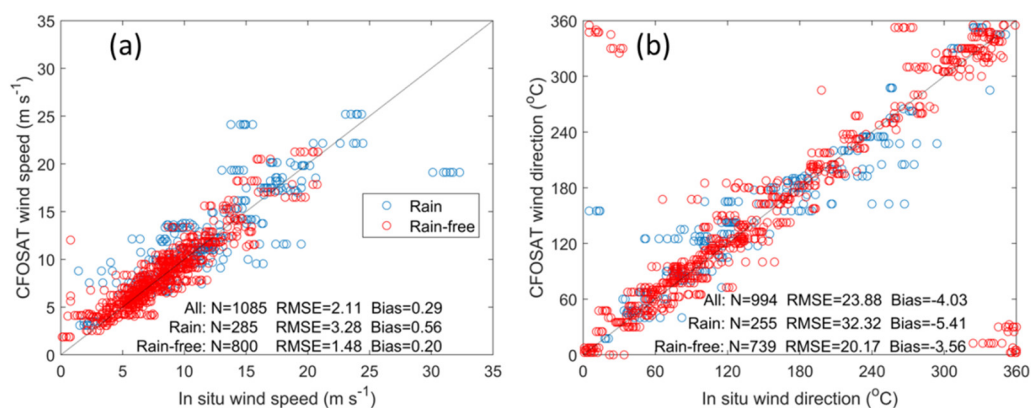 (a)
35
30
25
20
15
10
5
0
CFOSAT wind speed (m s⁻¹)
Rain
Rain-free
All: N=1085 RMSE=2.11 Bias=0.29
Rain: N=285 RMSE=3.28 Bias=0.56
Rain-free: N=800 RMSE=1.48 Bias=0.20
0 5 10 15 20 25 30 35
In situ wind speed (m s⁻¹)
(b)
360
300
240
180
120
60
0
CFOSAT wind direction (°C)
All: N=994 RMSE=23.88 Bias=-4.03
Rain: N=255 RMSE=32.32 Bias=-5.41
Rain-free: N=739 RMSE=20.17 Bias=-3.56
0 60 120 180 240 300 360
In situ wind direction (°C)